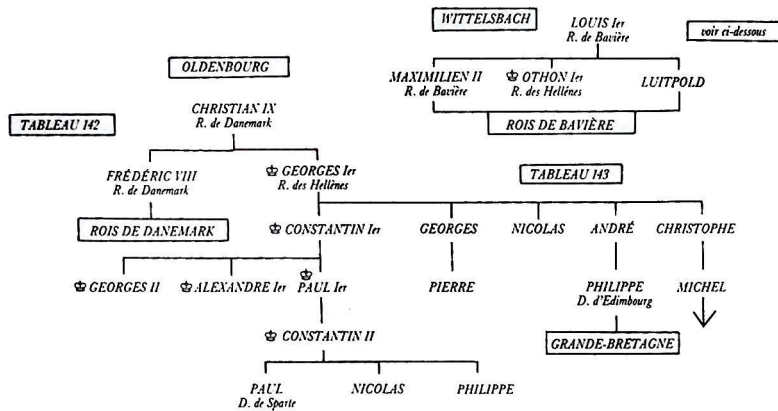 WITTELSBACH
LOUIS Ier
R. de Bavière
voir ci-dessous
OLDENBOURG
MAXIMILIEN II
R. de Bavière
OTHON Ier
R. des Hellénes
LUITPOLD
CHRISTIAN IX
R. de Danemark
ROIS DE BAVIÈRE
TABLEAU 142
FRÉDÉRIC VIII
R. de Danemark
GEORGES Ier
R. des Hellènes
TABLEAU 143
ROIS DE DANEMARK
CONSTANTIN Ier
GEORGES
NICOLAS
ANDRÉ
CHRISTOPHE
GEORGES II
ALEXANDRE Ier
PAUL Ier
PIERRE
PHILIPPE
D. d'Edimbourg
MICHEL
CONSTANTIN II
GRANDE-BRETAGNE
PAUL
D. de Sparte
NICOLAS
PHILIPPE